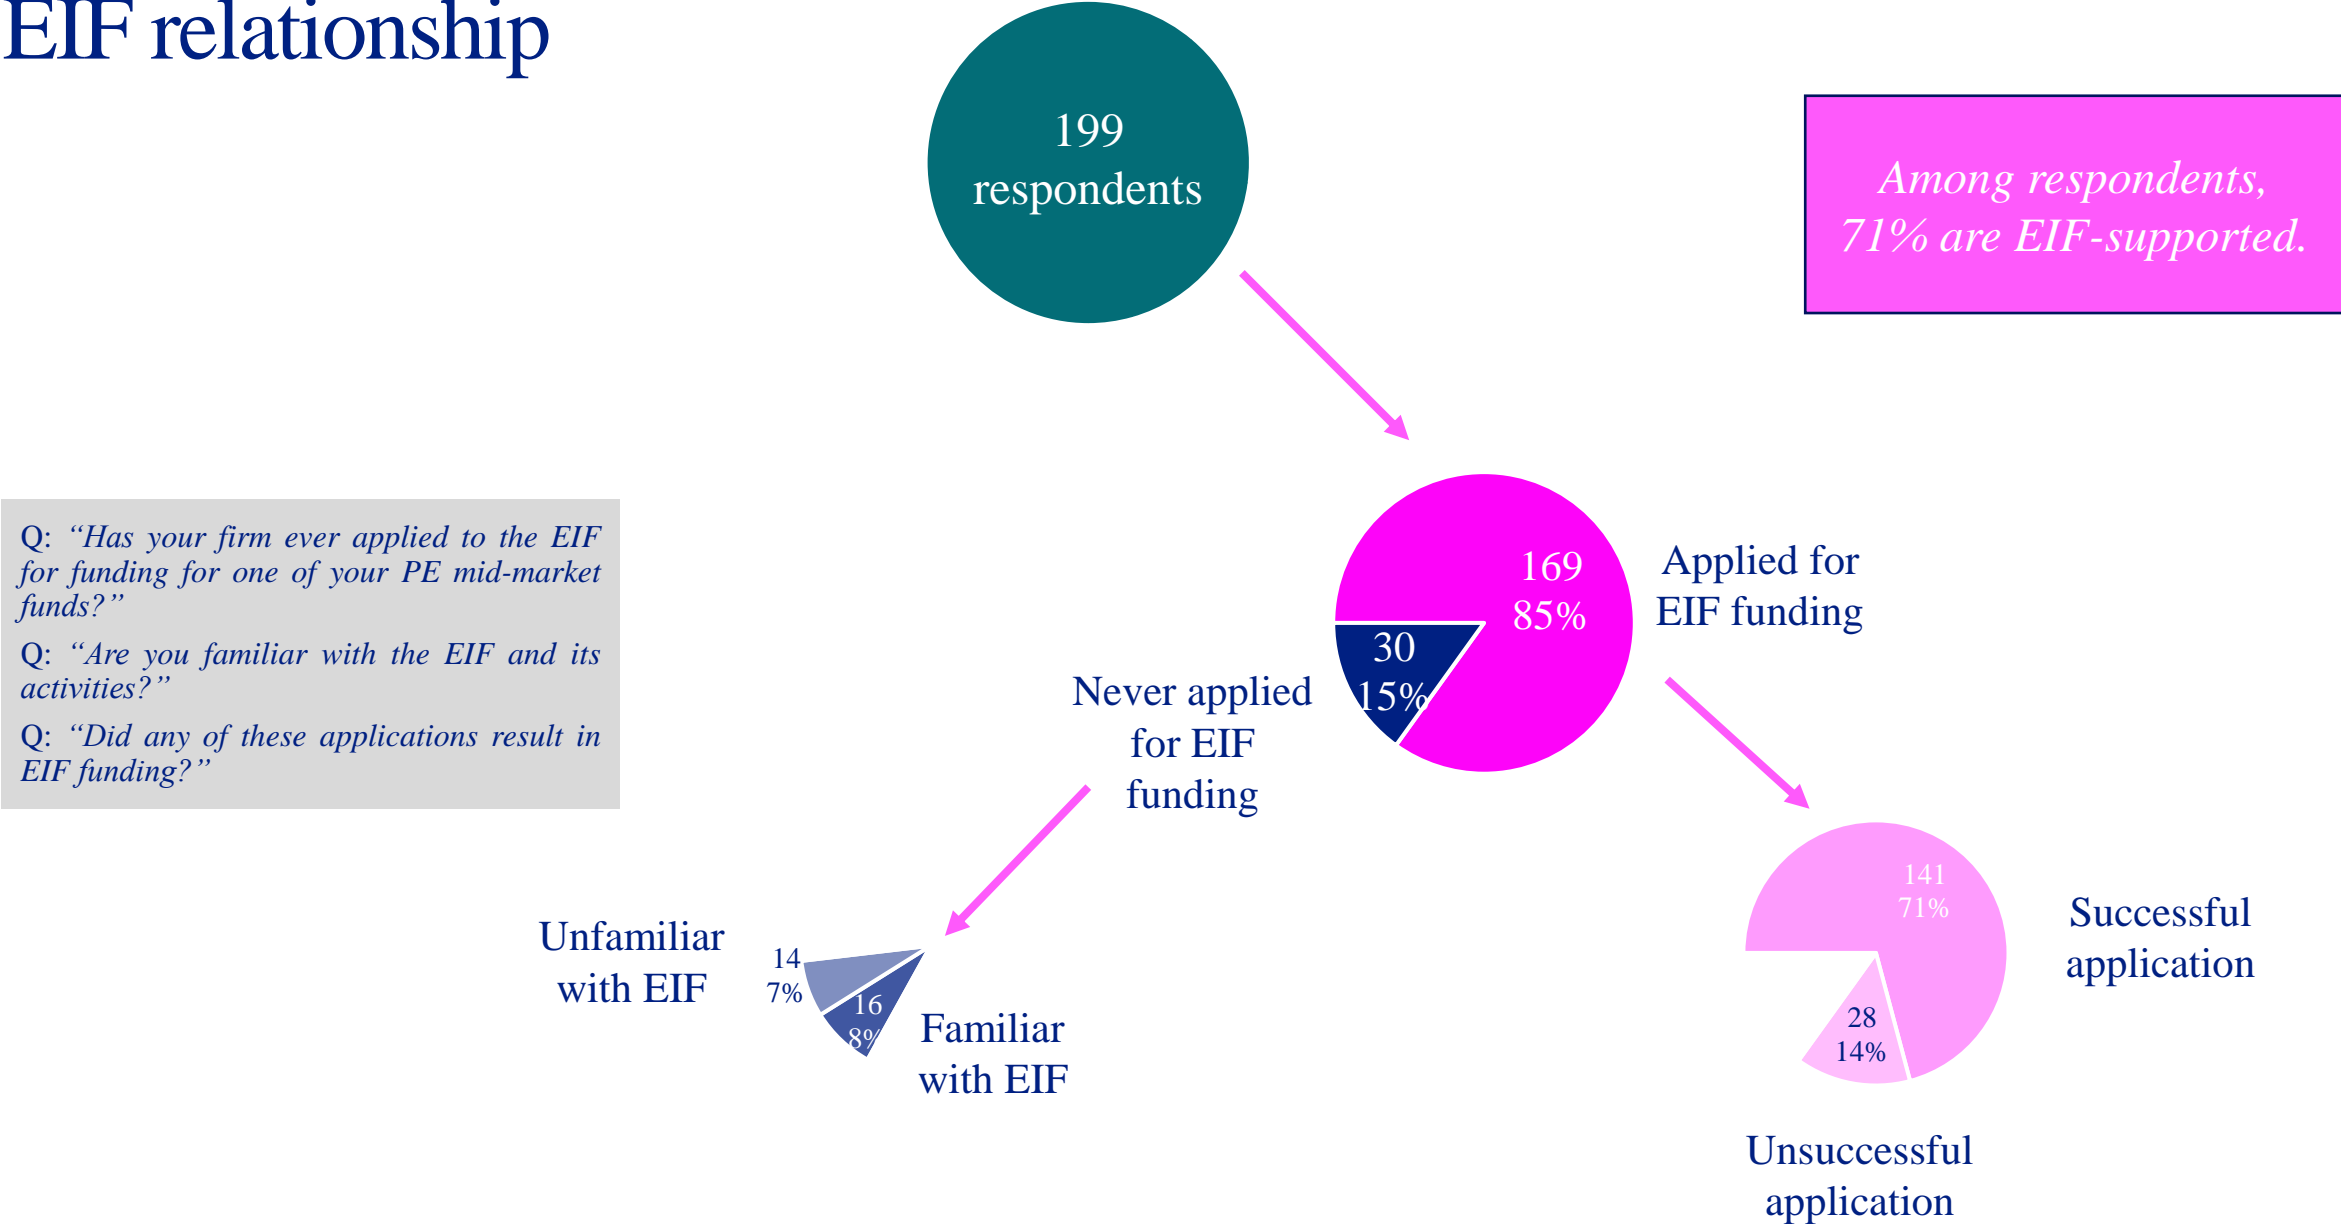 EIF relationship
199
respondents
Among respondents,
71% are EIF-supported.
Q: “Has your firm ever applied to the EIF
for funding for one of your PE mid-market
funds?”
Q: “Are you familiar with the EIF and its
activities?”
Q: “Did any of these applications result in
EIF funding?”
169
85%
Applied for
EIF funding
30
15%
Never applied
for EIF
funding
Unfamiliar
with EIF
14
7%
16
8%
Familiar
with EIF
141
71%
Successful
application
28
14%
Unsuccessful
application